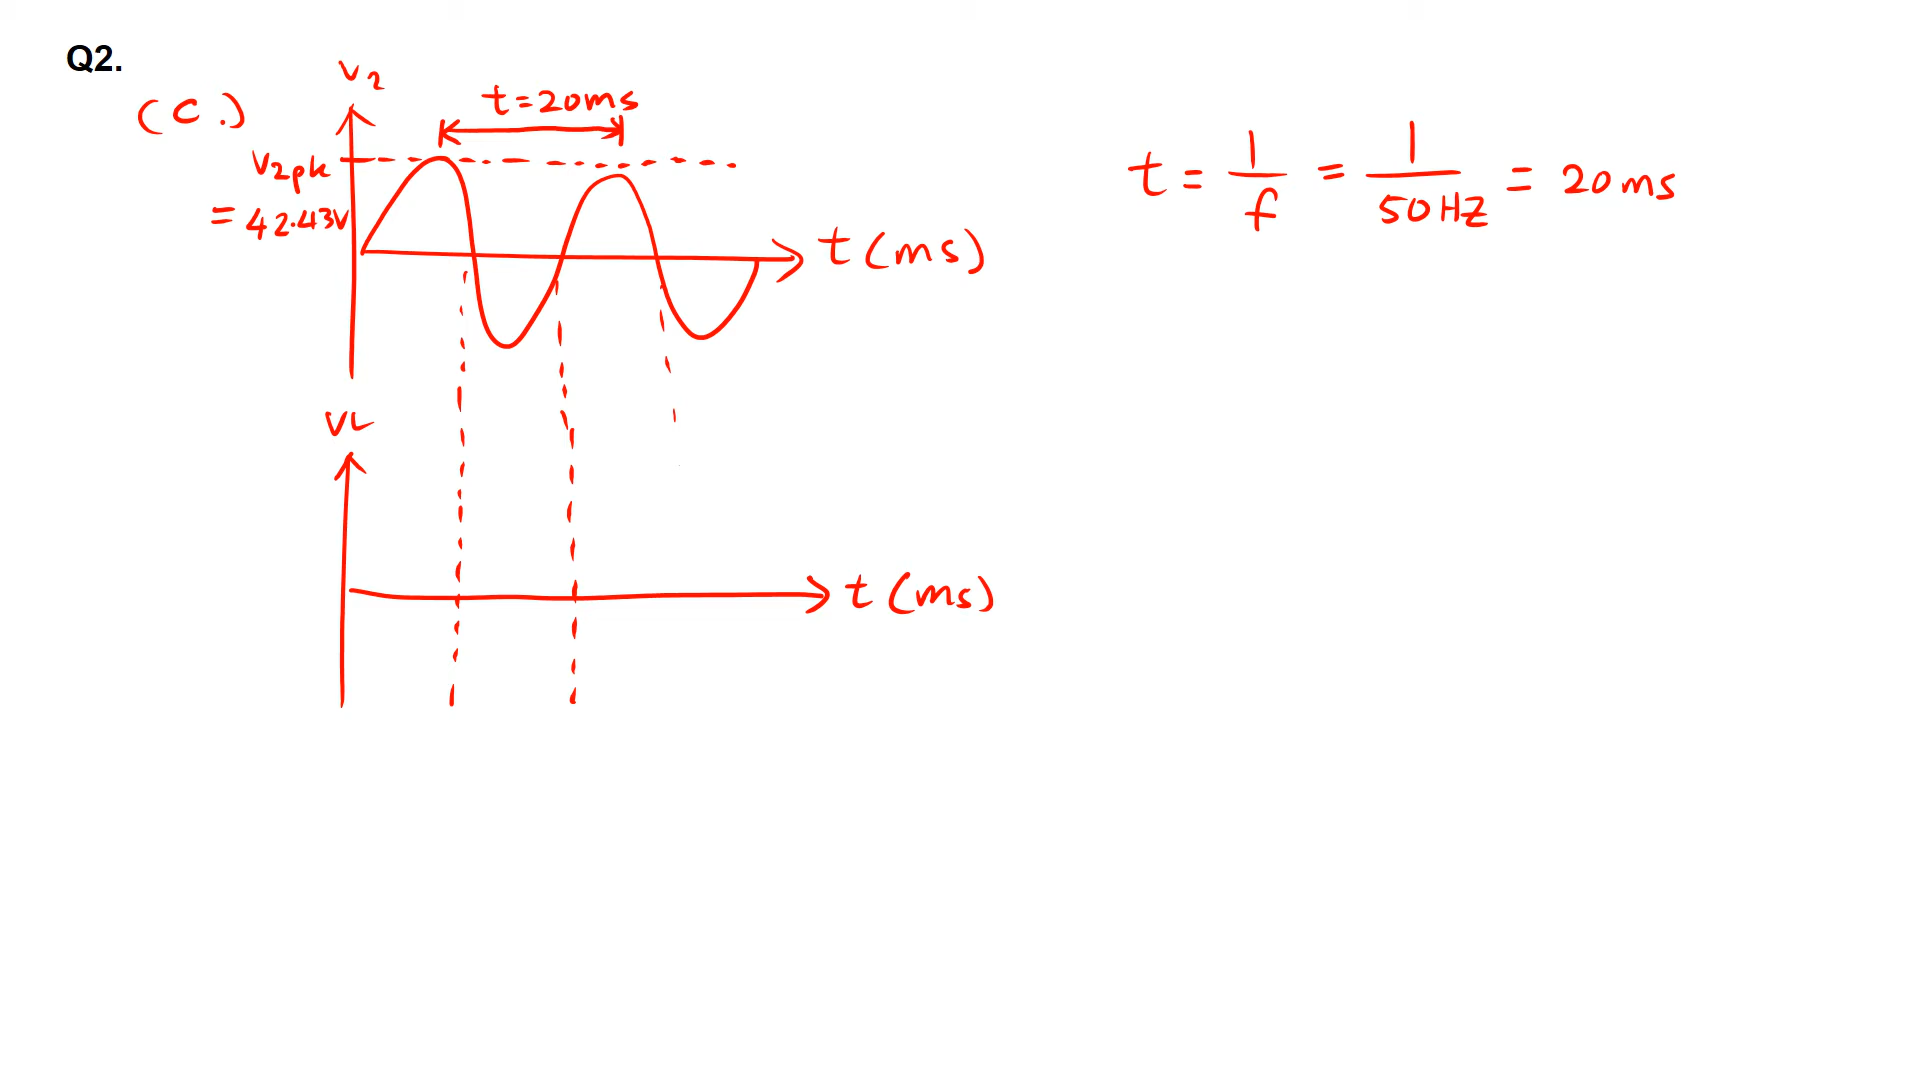 Q2.
(c.)
v2
t=20ms
v2pk
= 42.43V
t(ms)
t = 1/f = 1/50HZ = 20ms
VL
t(ms)